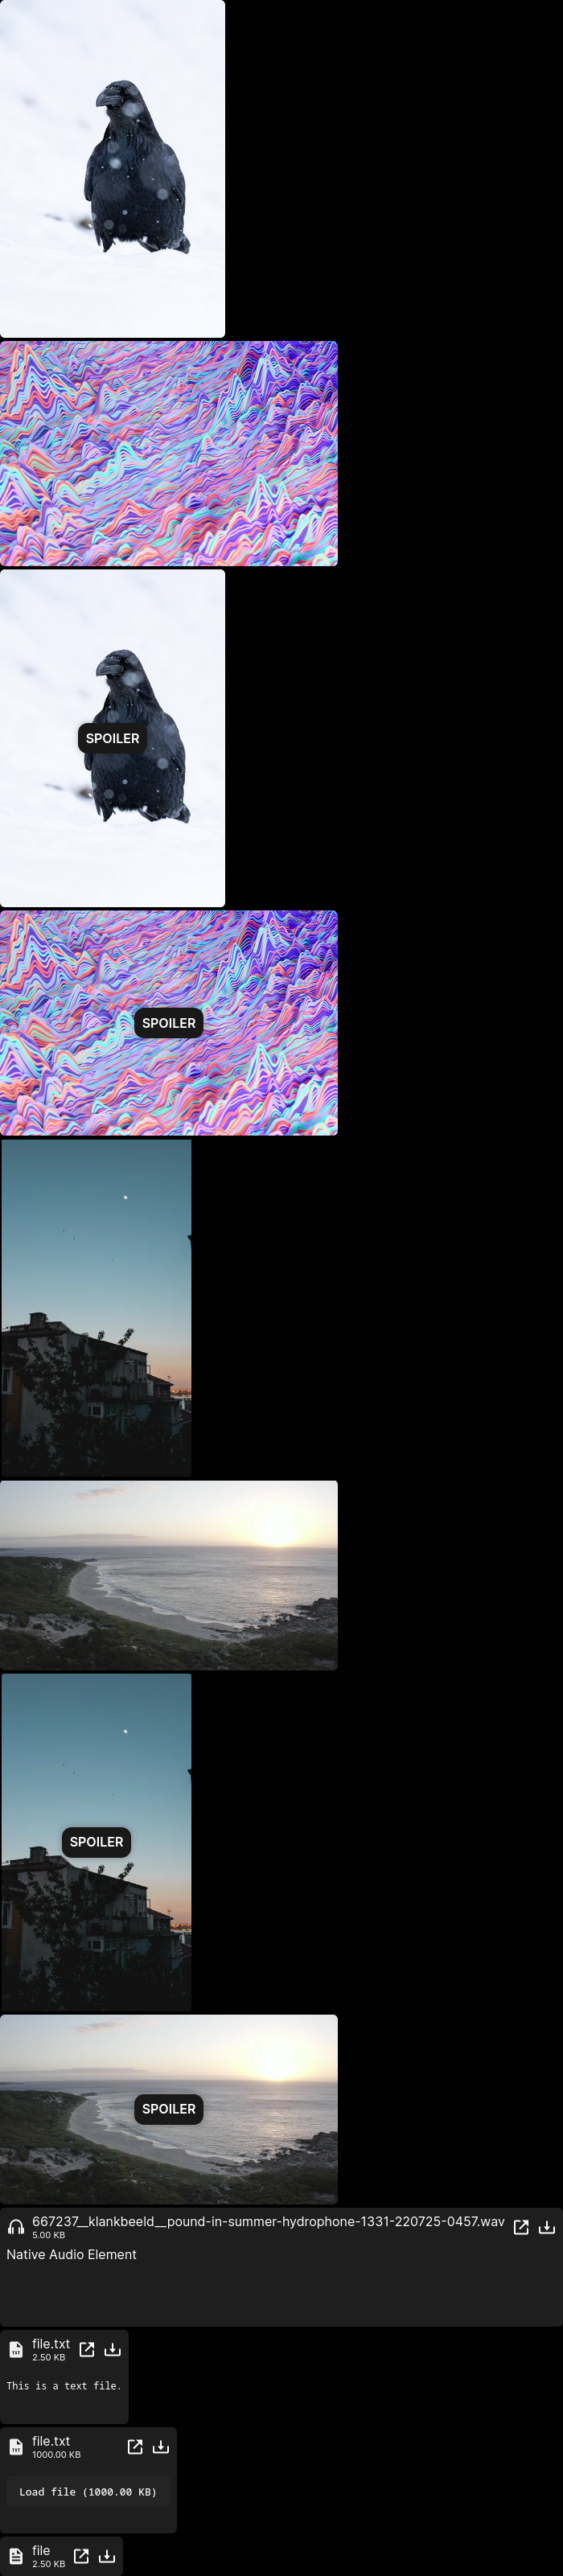 SPOILER
SPOILER
SPOILER
SPOILER
667237__klankbeeld__pound-in-summer-hydrophone-1331-220725-0457.wav
5.00 KB
Native Audio Element
TXT
file.txt
2.50 KB
This is a text file.
TXT
file.txt
1000.00 KB
Load file (1000.00 KB)
file
2.50 KB